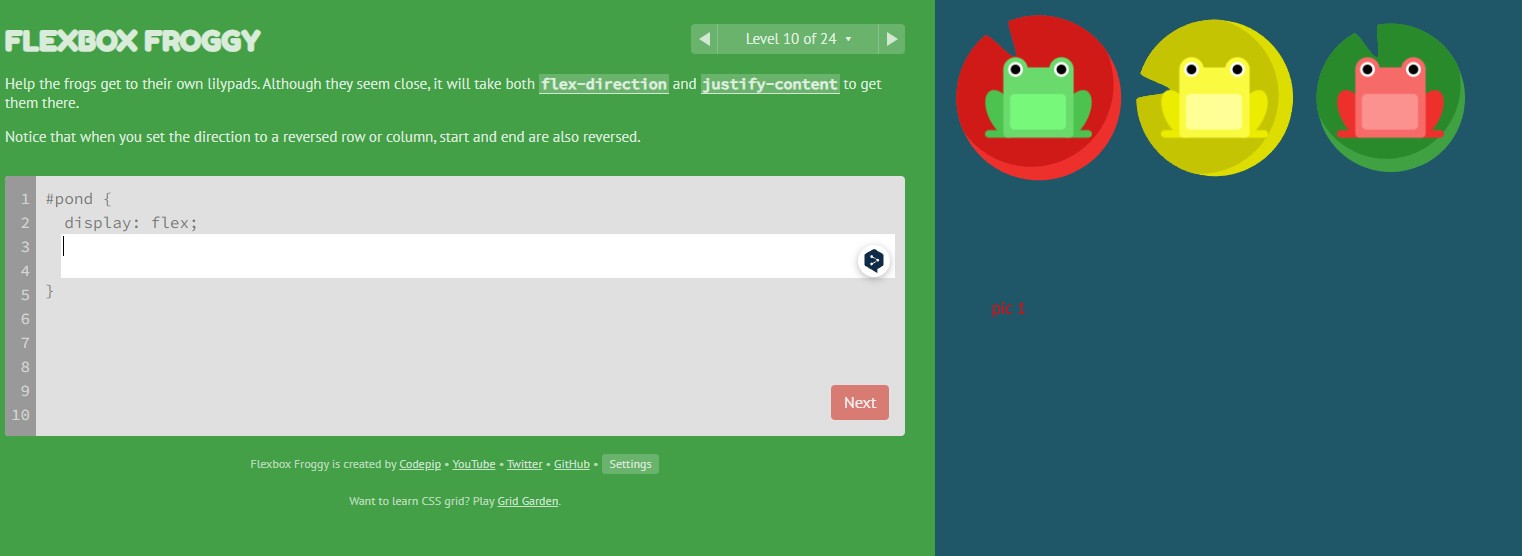 FLEXBOX FROGGY
Level 10 of 24
Help the frogs get to their own lilypads. Although they seem close, it will take both flex-direction and justify-content to get
them there.
Notice that when you set the direction to a reversed row or column, start and end are also reversed.
1 #pond {
2 display: flex;
3
4
5 }
6
7
8
9
10
Next
Flexbox Froggy is created by Codepip • YouTube • Twitter • GitHub • Settings
Want to learn CSS grid? Play Grid Garden.
pic 1